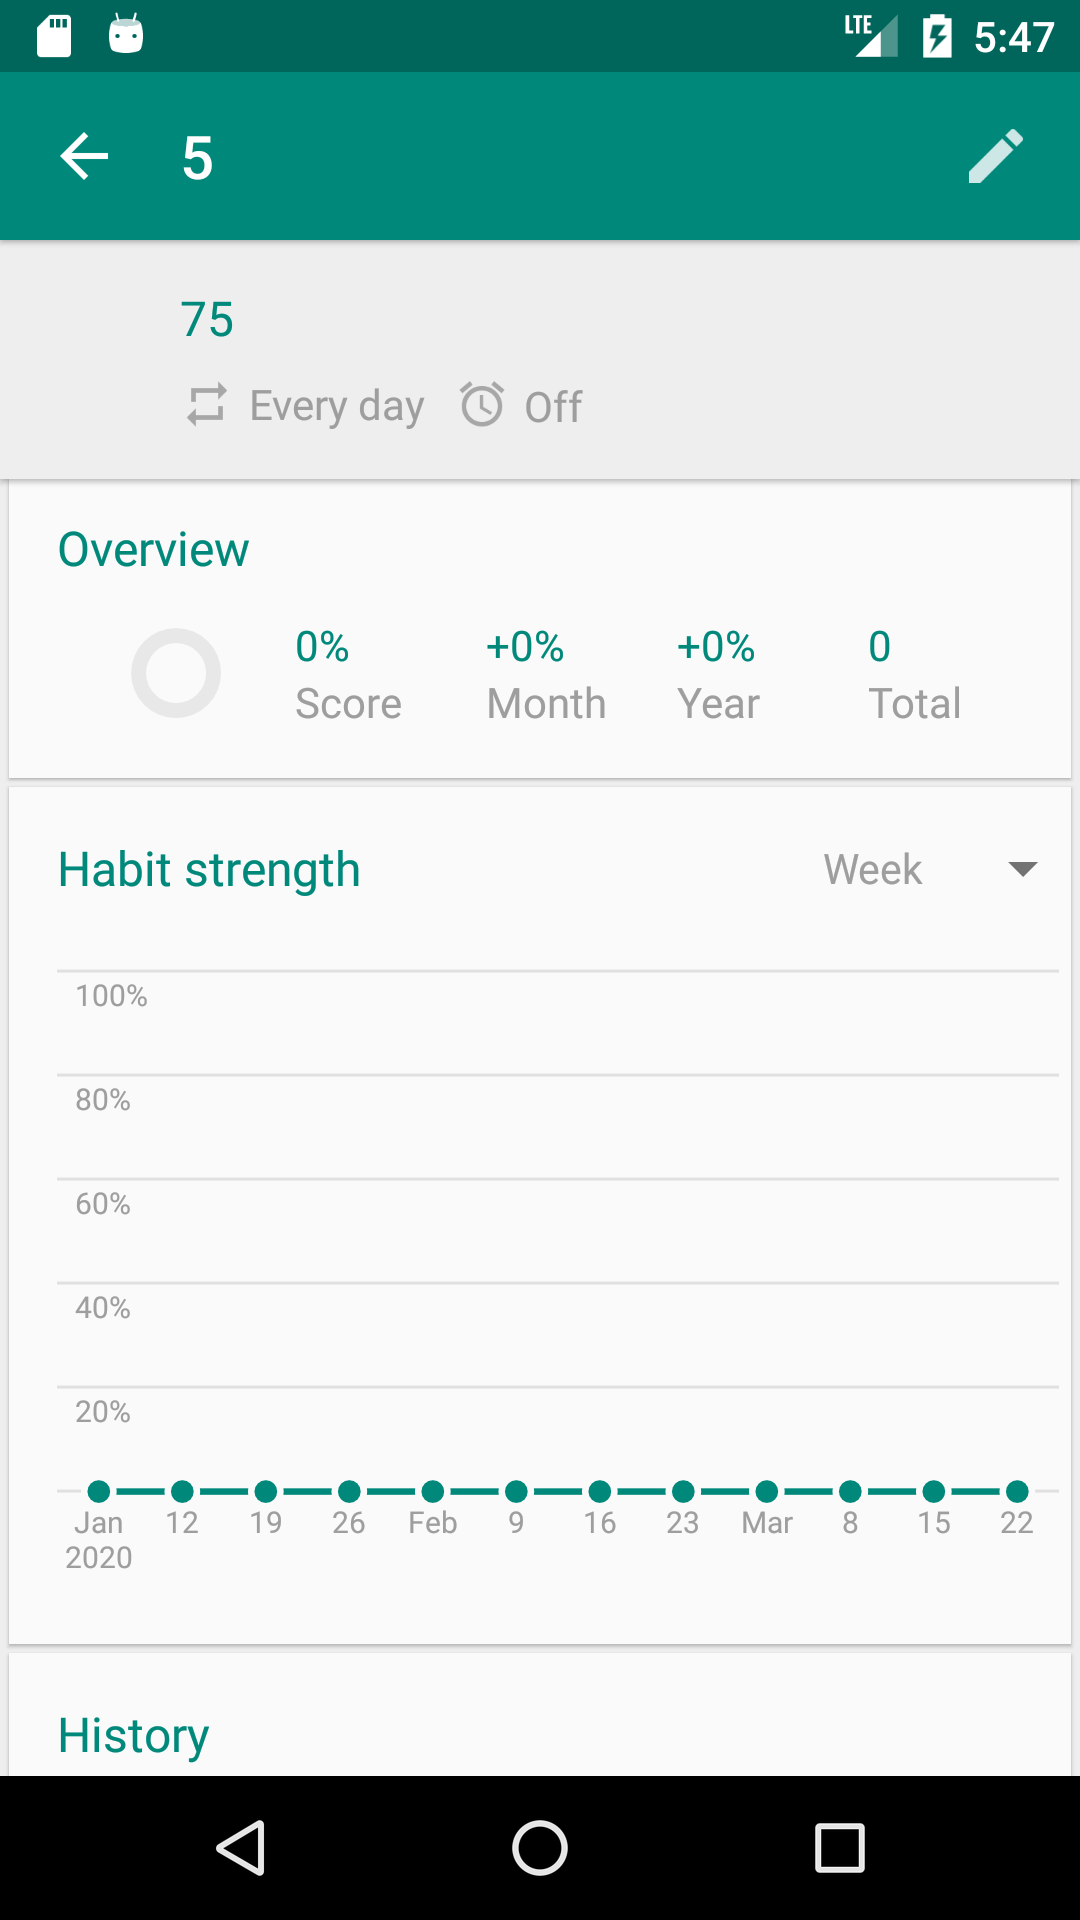 LTE 5:47
5
75
Every day Off
Overview
0% +0% +0% 0
Score Month Year Total
Habit strength Week
100%
80%
60%
40%
20%
Jan 12 19 26 Feb 9 16 23 Mar 8 15 22
2020
History